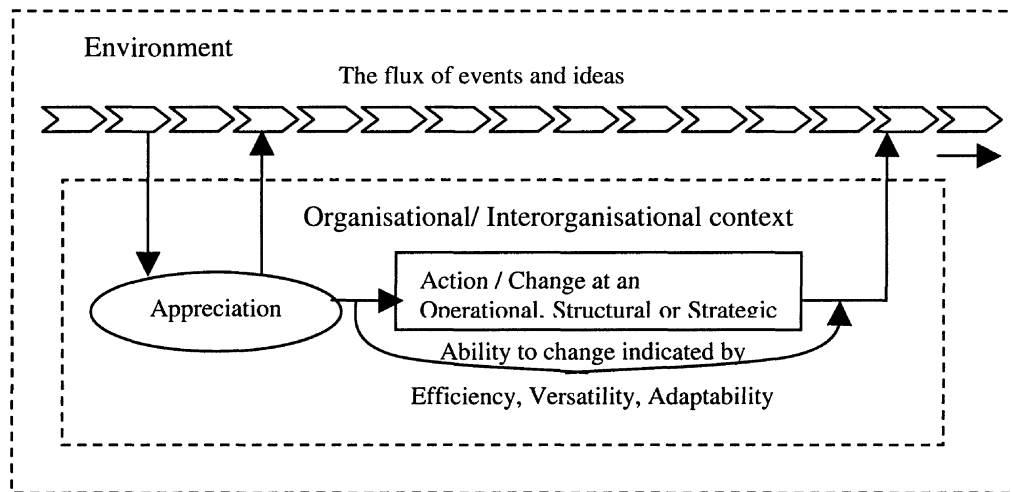 Environment
The flux of events and ideas
Organisational/ Interorganisational context
Appreciation
Action / Change at an
Operational, Structural or Strategic
Ability to change indicated by
Efficiency, Versatility, Adaptability